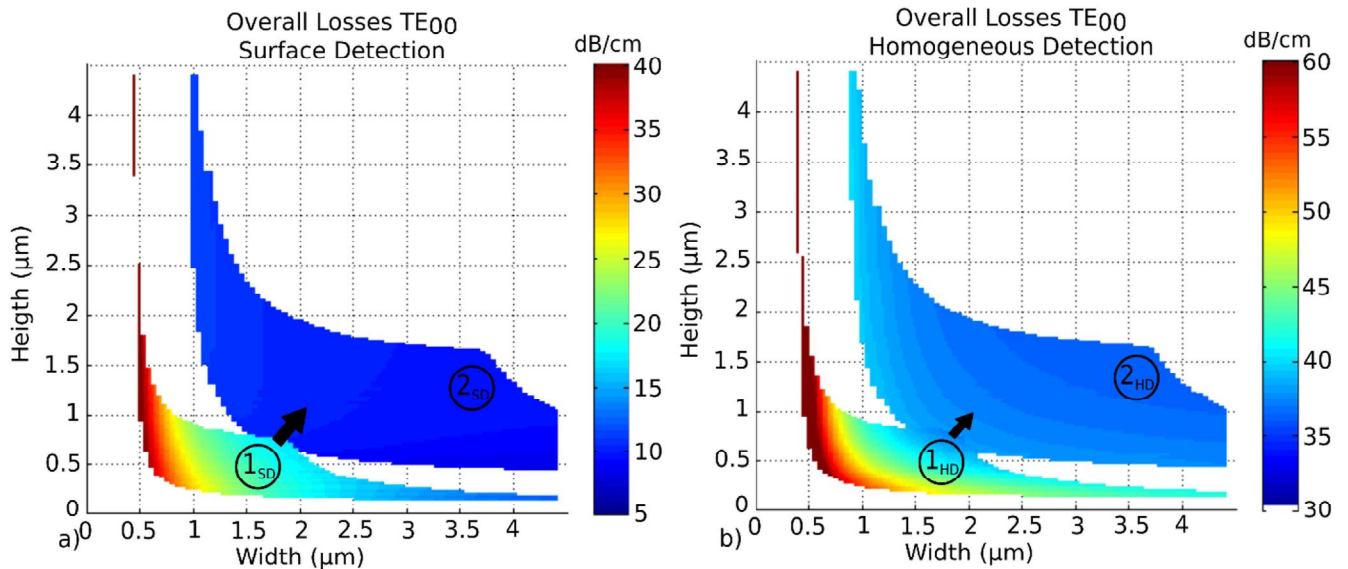 Overall Losses TE00
Surface Detection
dB/cm
Heigth (µm)
4
3.5
3
2.5
2
1.5
1
0.5
0
0 0.5 1 1.5 2 2.5 3 3.5 4
Width (µm)
a)
1SD
2SD
40
35
30
25
20
15
10
5
Overall Losses TE00
Homogeneous Detection
dB/cm
Heigth (µm)
4
3.5
3
2.5
2
1.5
1
0.5
0
0 0.5 1 1.5 2 2.5 3 3.5 4
Width (µm)
b)
1HD
2HD
60
55
50
45
40
35
30